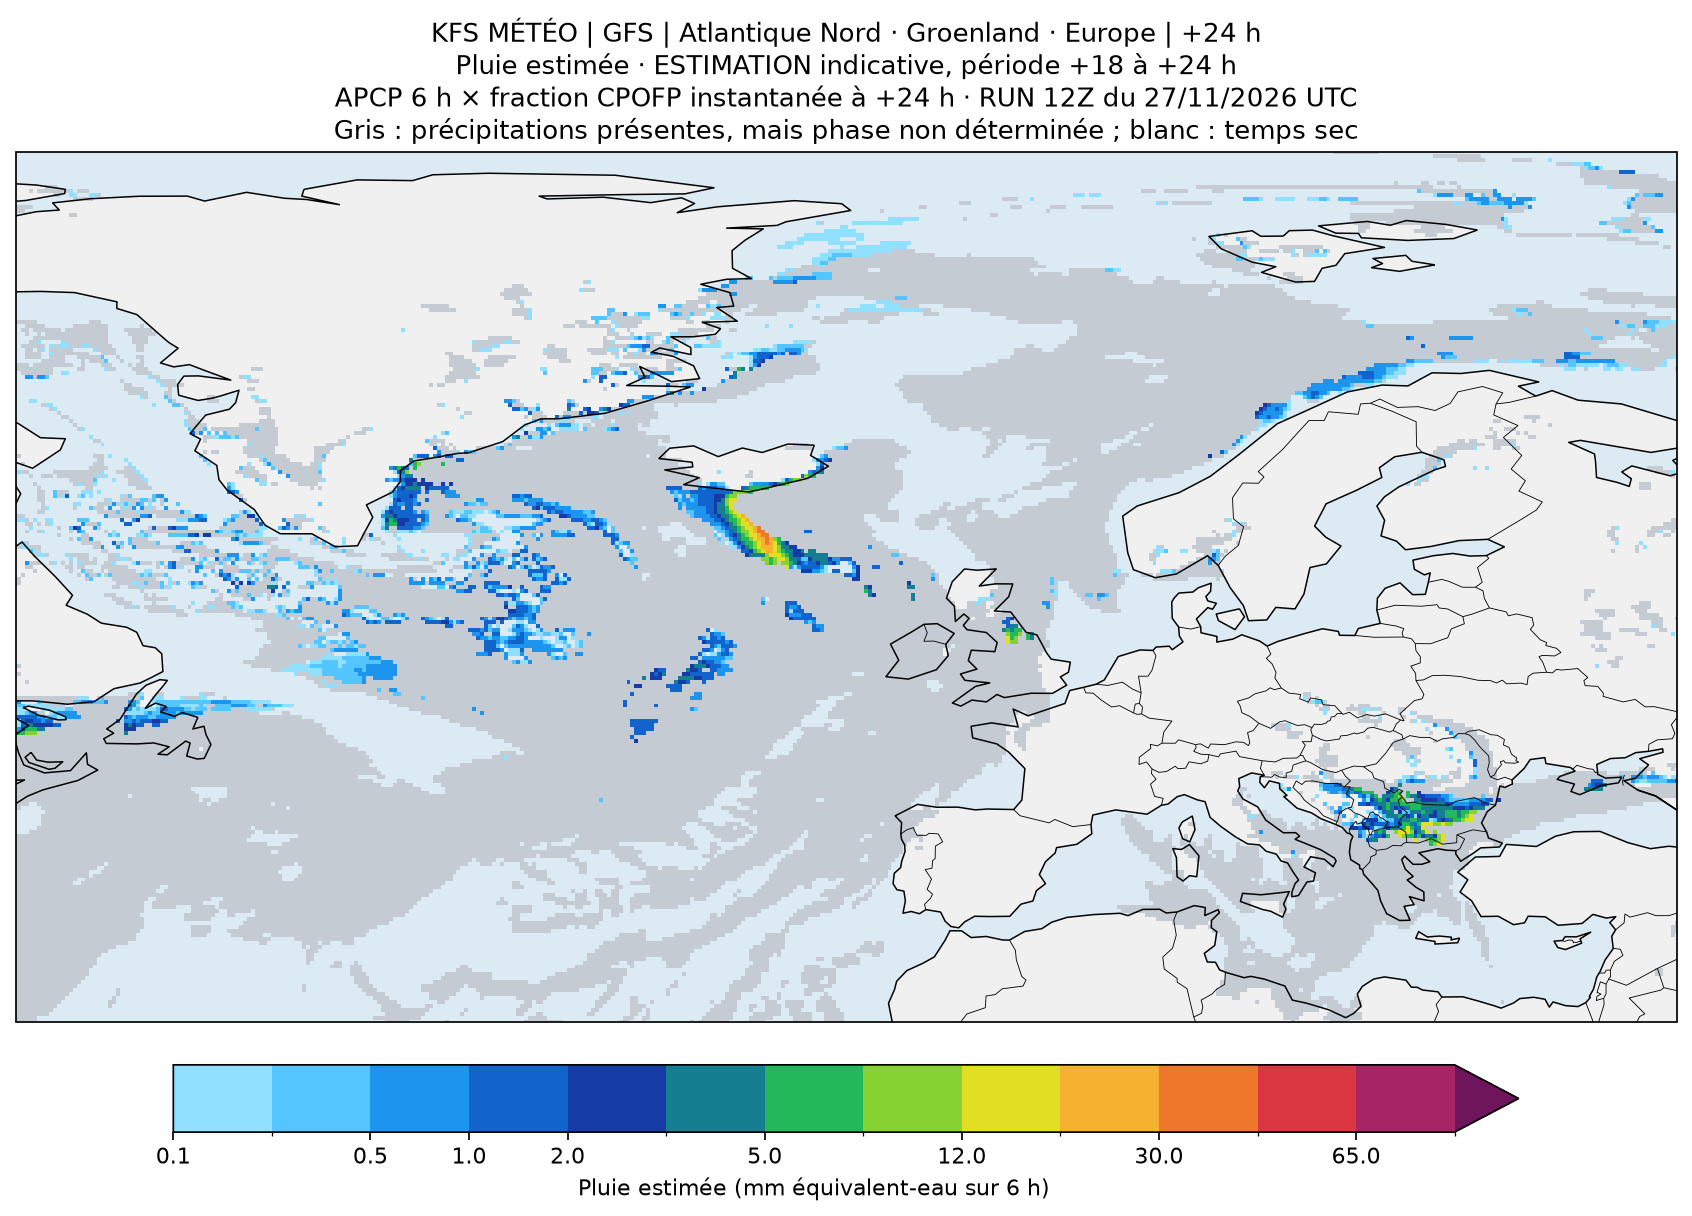 KFS MÉTÉO | GFS | Atlantique Nord · Groenland · Europe | +24 h
Pluie estimée · ESTIMATION indicative, période +18 à +24 h
APCP 6 h × fraction CPOFP instantanée à +24 h · RUN 12Z du 27/11/2026 UTC
Gris : précipitations présentes, mais phase non déterminée ; blanc : temps sec
0.1 0.5 1.0 2.0 5.0 12.0 30.0 65.0
Pluie estimée (mm équivalent-eau sur 6 h)